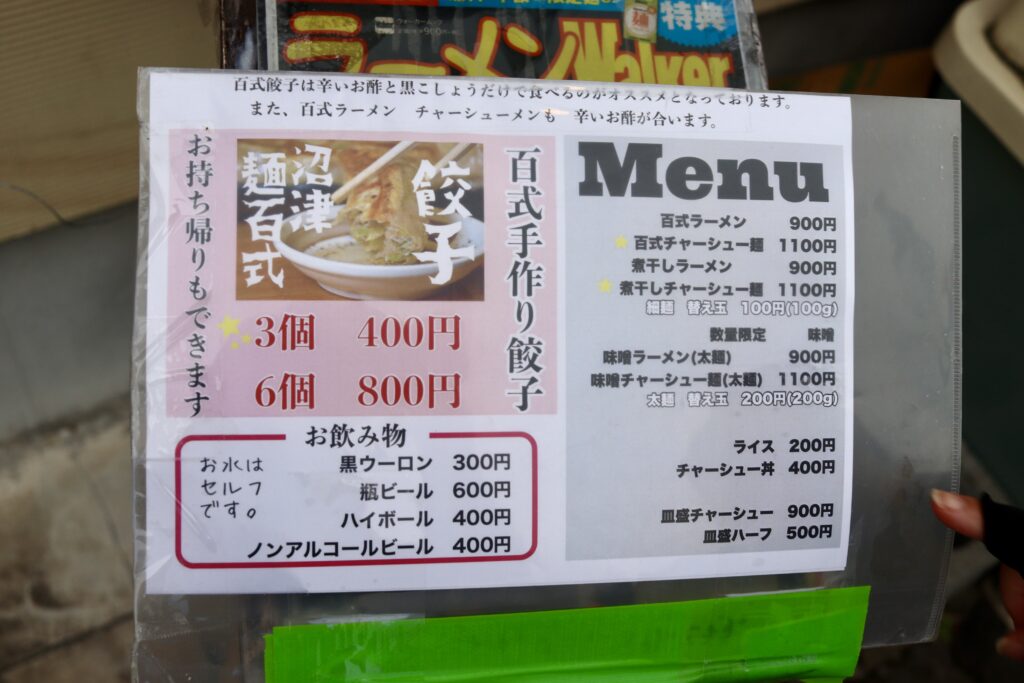 特典
ラーメンWalker
百式餃子は辛いお酢と黒こしょうだけで食べるのがオススメとなっております。
また、百式ラーメン　チャーシューメンも　辛いお酢が合います。
百式手作り餃子
餃子
沼津
麺百式
お持ち帰りもできます
3個　400円
6個　800円
お飲み物
お水は
セルフ
です。
黒ウーロン　300円
瓶ビール　600円
ハイボール　400円
ノンアルコールビール　400円
Menu
百式ラーメン　900円
百式チャーシュー麺　1100円
煮干しラーメン　900円
煮干しチャーシュー麺　1100円
細麺　替え玉　100円(100g)
数量限定　味噌
味噌ラーメン(太麺)　900円
味噌チャーシュー麺(太麺)　1100円
太麺　替え玉　200円(200g)
ライス　200円
チャーシュー丼　400円
皿盛チャーシュー　900円
皿盛ハーフ　500円